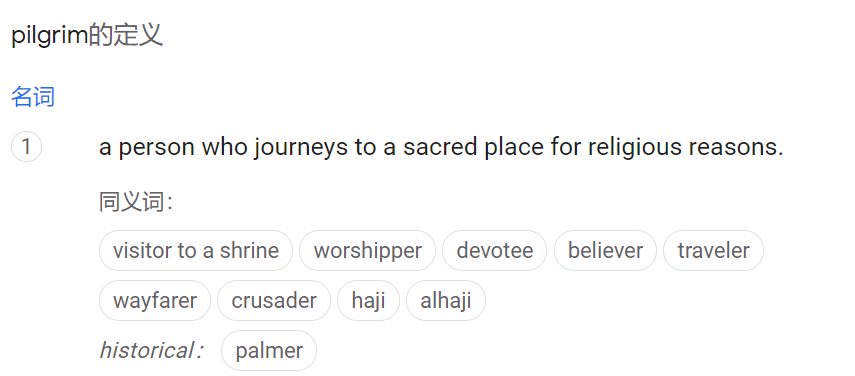 pilgrim的定义
名词
1 a person who journeys to a sacred place for religious reasons.
同义词：
visitor to a shrine worshipper devotee believer traveler
wayfarer crusader haji alhaji
historical： palmer